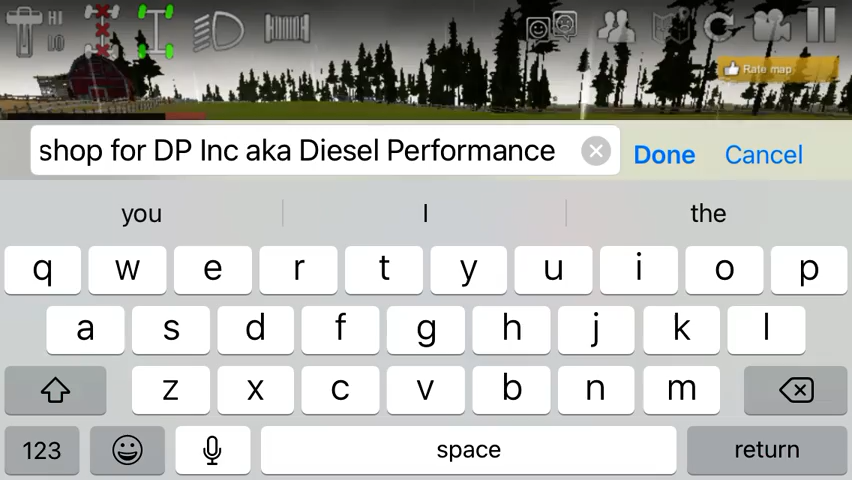 HI
LO
Rate map
shop for DP Inc aka Diesel Performance
Done
Cancel
you
I
the
q w e r t y u i o p
a s d f g h j k l
z x c v b n m
123
space
return